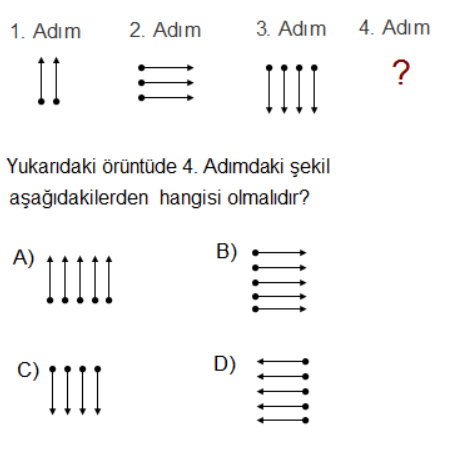 1. Adım 2. Adım 3. Adım 4. Adım
?
Yukarıdaki örüntüde 4. Adımdaki şekil
aşağıdakilerden hangisi olmalıdır?
A) B)
C) D)